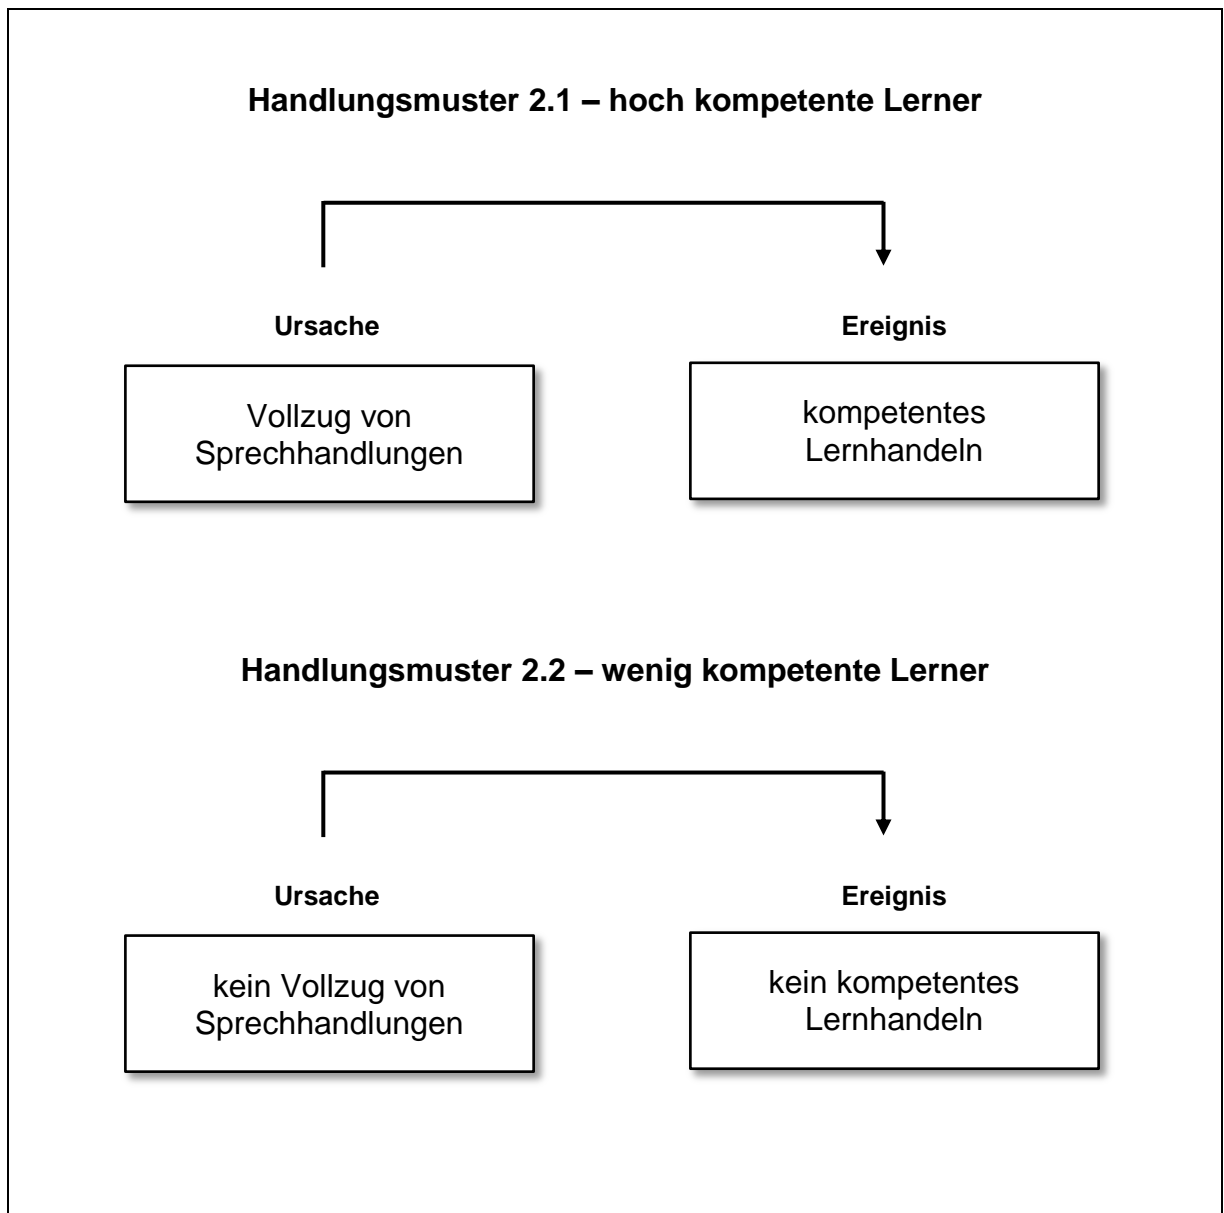 Handlungsmuster 2.1 – hoch kompetente Lerner
Ursache
Ereignis
Vollzug von
Sprechhandlungen
kompetentes
Lernhandeln
Handlungsmuster 2.2 – wenig kompetente Lerner
Ursache
Ereignis
kein Vollzug von
Sprechhandlungen
kein kompetentes
Lernhandeln